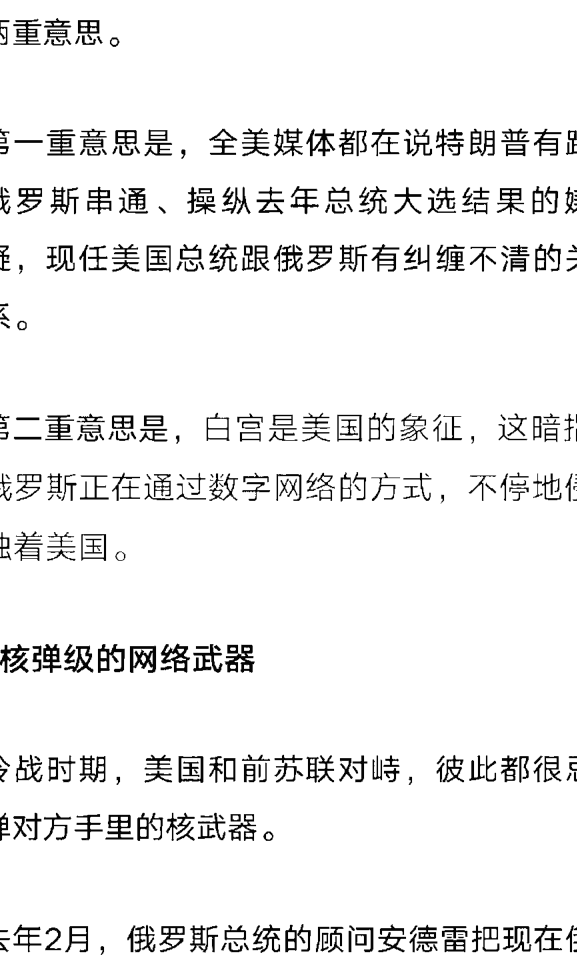 两重意思。
第一重意思是，全美媒体都在说特朗普有跟
俄罗斯串通、操纵去年总统大选结果的嫌
疑，现任美国总统跟俄罗斯有纠缠不清的关
系。
第二重意思是，白宫是美国的象征，这暗指
俄罗斯正在通过数字网络的方式，不停地侵
蚀着美国。
核弹级的网络武器
冷战时期，美国和前苏联对峙，彼此都很忌
惮对方手里的核武器。
去年2月，俄罗斯总统的顾问安德雷把现在俄